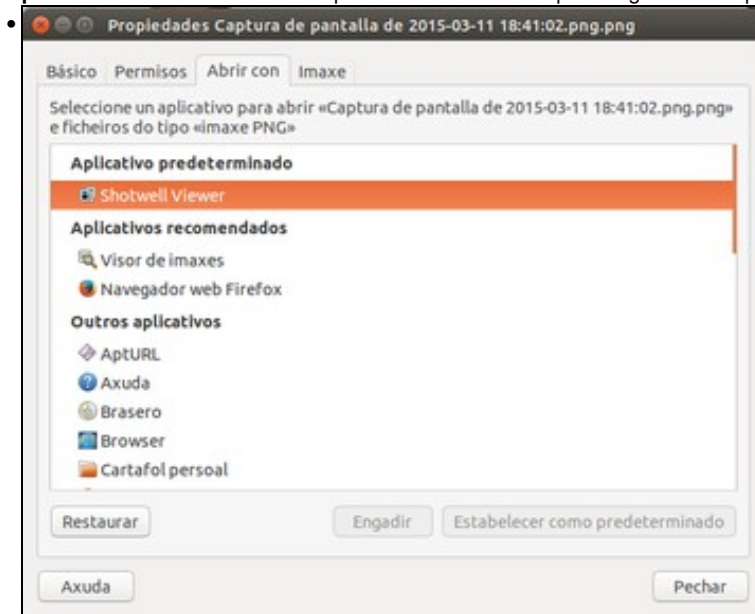 Propiedades Captura de pantalla de 2015-03-11 18:41:02.png.png
Básico Permisos Abrir con Imaxe
Seleccione un aplicativo para abrir «Captura de pantalla de 2015-03-11 18:41:02.png.png»
e ficheiros do tipo «imaxe PNG»
Aplicativo predeterminado
Shotwell Viewer
Aplicativos recomendados
Visor de imaxes
Navegador web Firefox
Outros aplicativos
AptURL
Axuda
Brasero
Browser
Cartafol persoal
Restaurar Engadir Estabelecer como predeterminado
Axuda Pechar